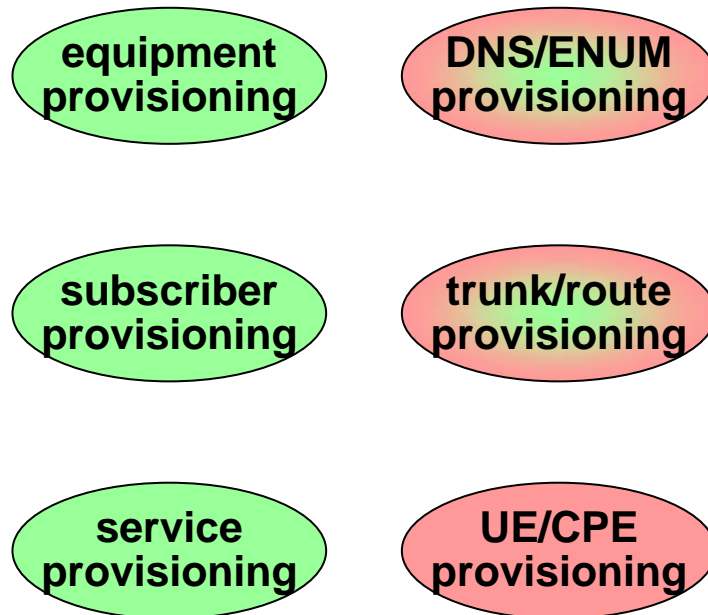 equipment
provisioning
DNS/ENUM
provisioning
subscriber
provisioning
trunk/route
provisioning
service
provisioning
UE/CPE
provisioning